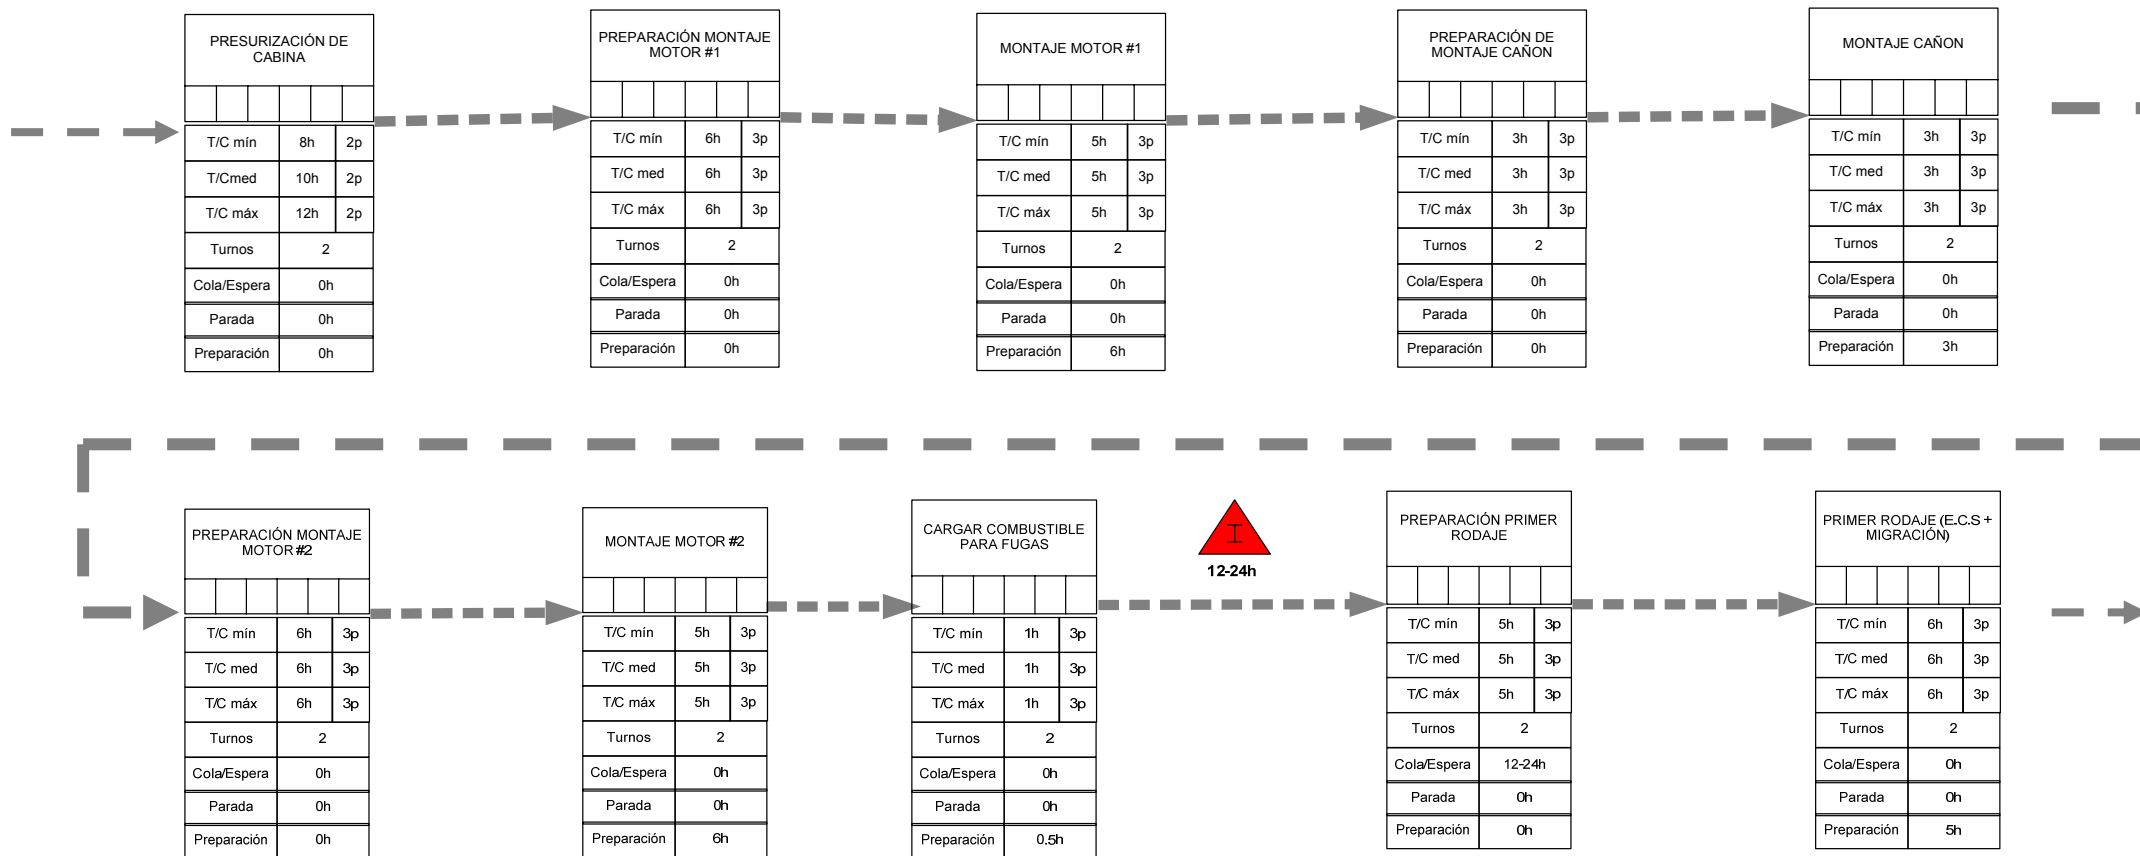 PRESURIZACIÓN DE
CABINA
T/C mín 8h 2p
T/Cmed 10h 2p
T/C máx 12h 2p
Turnos 2
Cola/Espera 0h
Parada 0h
Preparación 0h
PREPARACIÓN MONTAJE
MOTOR #1
T/C mín 6h 3p
T/C med 6h 3p
T/C máx 6h 3p
Turnos 2
Cola/Espera 0h
Parada 0h
Preparación 0h
MONTAJE MOTOR #1
T/C mín 5h 3p
T/C med 5h 3p
T/C máx 5h 3p
Turnos 2
Cola/Espera 0h
Parada 0h
Preparación 6h
PREPARACIÓN DE
MONTAJE CAÑON
T/C mín 3h 3p
T/C med 3h 3p
T/C máx 3h 3p
Turnos 2
Cola/Espera 0h
Parada 0h
Preparación 0h
MONTAJE CAÑON
T/C mín 3h 3p
T/C med 3h 3p
T/C máx 3h 3p
Turnos 2
Cola/Espera 0h
Parada 0h
Preparación 3h
PREPARACIÓN MONTAJE
MOTOR #2
T/C mín 6h 3p
T/C med 6h 3p
T/C máx 6h 3p
Turnos 2
Cola/Espera 0h
Parada 0h
Preparación 0h
MONTAJE MOTOR #2
T/C mín 5h 3p
T/C med 5h 3p
T/C máx 5h 3p
Turnos 2
Cola/Espera 0h
Parada 0h
Preparación 6h
CARGAR COMBUSTIBLE
PARA FUGAS
T/C mín 1h 3p
T/C med 1h 3p
T/C máx 1h 3p
Turnos 2
Cola/Espera 0h
Parada 0h
Preparación 0.5h
I
12-24h
PREPARACIÓN PRIMER
RODAJE
T/C mín 5h 3p
T/C med 5h 3p
T/C máx 5h 3p
Turnos 2
Cola/Espera 12-24h
Parada 0h
Preparación 0h
PRIMER RODAJE (E.C.S +
MIGRACIÓN)
T/C mín 6h 3p
T/C med 6h 3p
T/C máx 6h 3p
Turnos 2
Cola/Espera 0h
Parada 0h
Preparación 5h